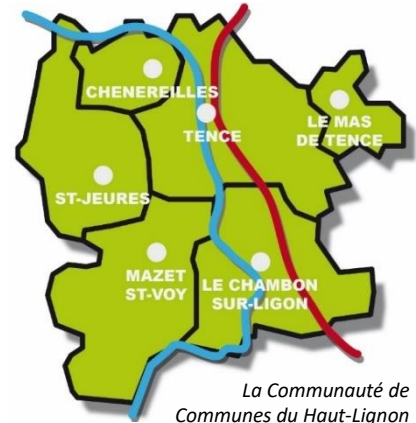 CHENEREILLES
TENCE
LE MAS
DE TENCE
ST-JEURES
MAZET
ST-VOY
LE CHAMBON
SUR-LIGON
La Communauté de
Communes du Haut-Lignon